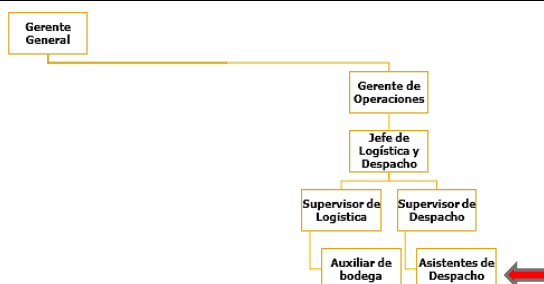 Gerente
General
Gerente de
Operaciones
Jefe de
Logística y
Despacho
Supervisor de
Logistica
Supervisor de
Despacho
Auxiliar de
bodega
Asistentes de
Despacho